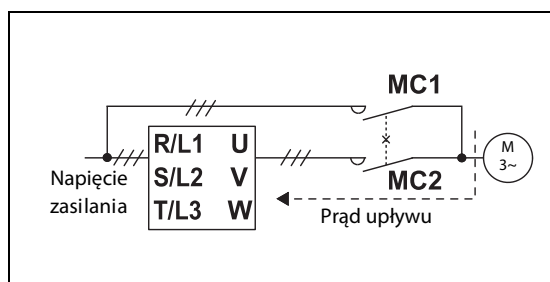 MC1
R/L1 U
S/L2 V
T/L3 W
Napięcie
zasilania
MC2
M
3~
Prąd upływu